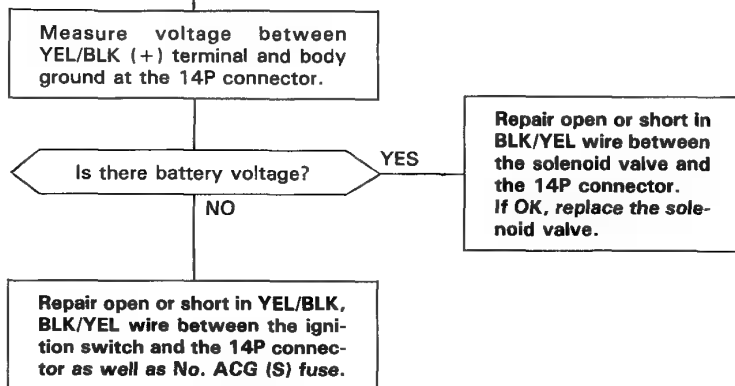 Measure voltage between
YEL/BLK (+) terminal and body
ground at the 14P connector.
Is there battery voltage?
YES
Repair open or short in
BLK/YEL wire between
the solenoid valve and
the 14P connector.
If OK, replace the sole-
noid valve.
NO
Repair open or short in YEL/BLK,
BLK/YEL wire between the igni-
tion switch and the 14P connec-
tor as well as No. ACG (S) fuse.